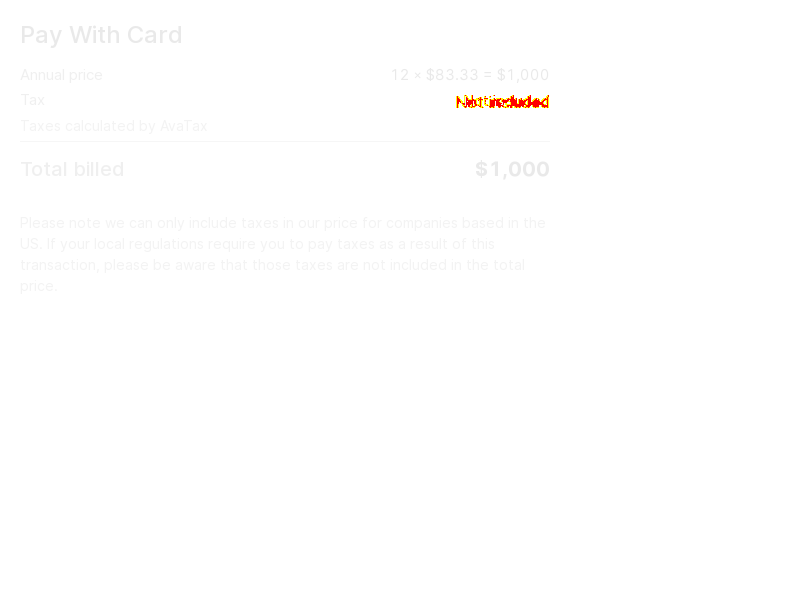 Pay With Card
Annual price 12 × $83.33 = $1,000
Tax Not included
Taxes calculated by AvaTax
Total billed $1,000
Please note we can only include taxes in our price for companies based in the
US. If your local regulations require you to pay taxes as a result of this
transaction, please be aware that those taxes are not included in the total
price.